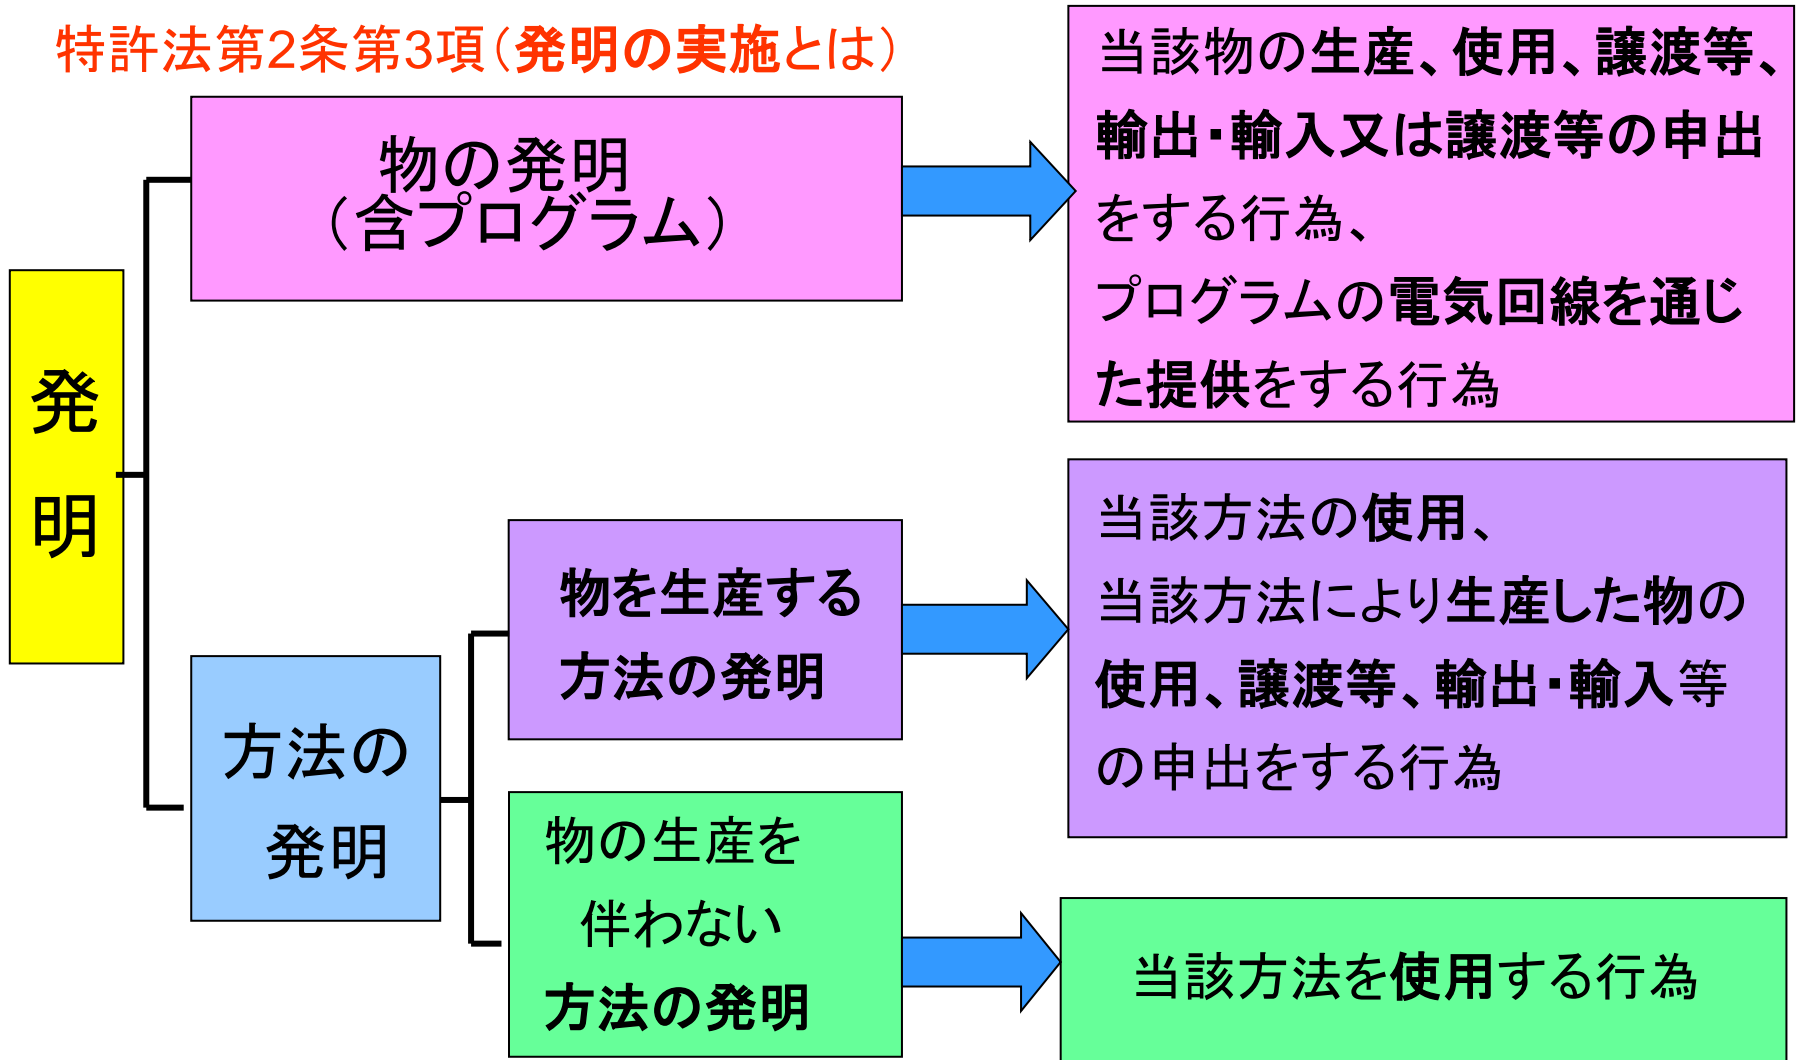 特許法第2条第3項（発明の実施とは）
発
明
物の発明
（含プログラム）
当該物の生産、使用、譲渡等、
輸出・輸入又は譲渡等の申出
をする行為、
プログラムの電気回線を通じ
た提供をする行為
方法の
発明
物を生産する
方法の発明
当該方法の使用、
当該方法により生産した物の
使用、譲渡等、輸出・輸入等
の申出をする行為
物の生産を
伴わない
方法の発明
当該方法を使用する行為